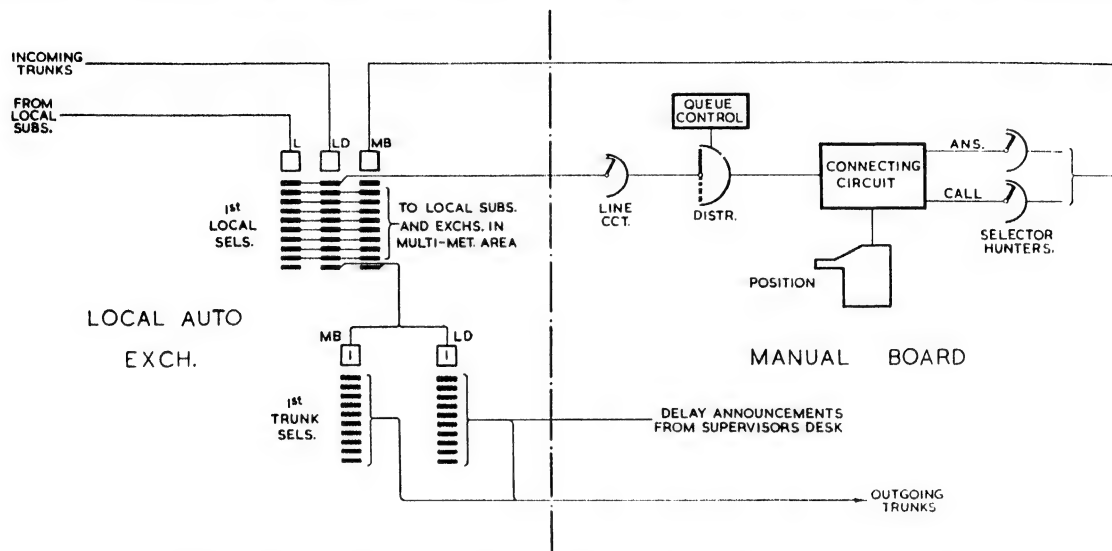 INCOMING
TRUNKS
FROM
LOCAL
SUBS.
L
LD
MB
1st
LOCAL
SELS.
TO LOCAL SUBS.
AND EXCHS. IN
MULTI-MET. AREA
LOCAL AUTO
EXCH.
MB
LD
I
I
1st
TRUNK
SELS.
QUEUE
CONTROL
LINE
CCT.
DISTR.
CONNECTING
CIRCUIT
ANS.
CALL
SELECTOR
HUNTERS.
POSITION
MANUAL BOARD
DELAY ANNOUNCEMENTS
FROM SUPERVISORS DESK
OUTGOING
TRUNKS